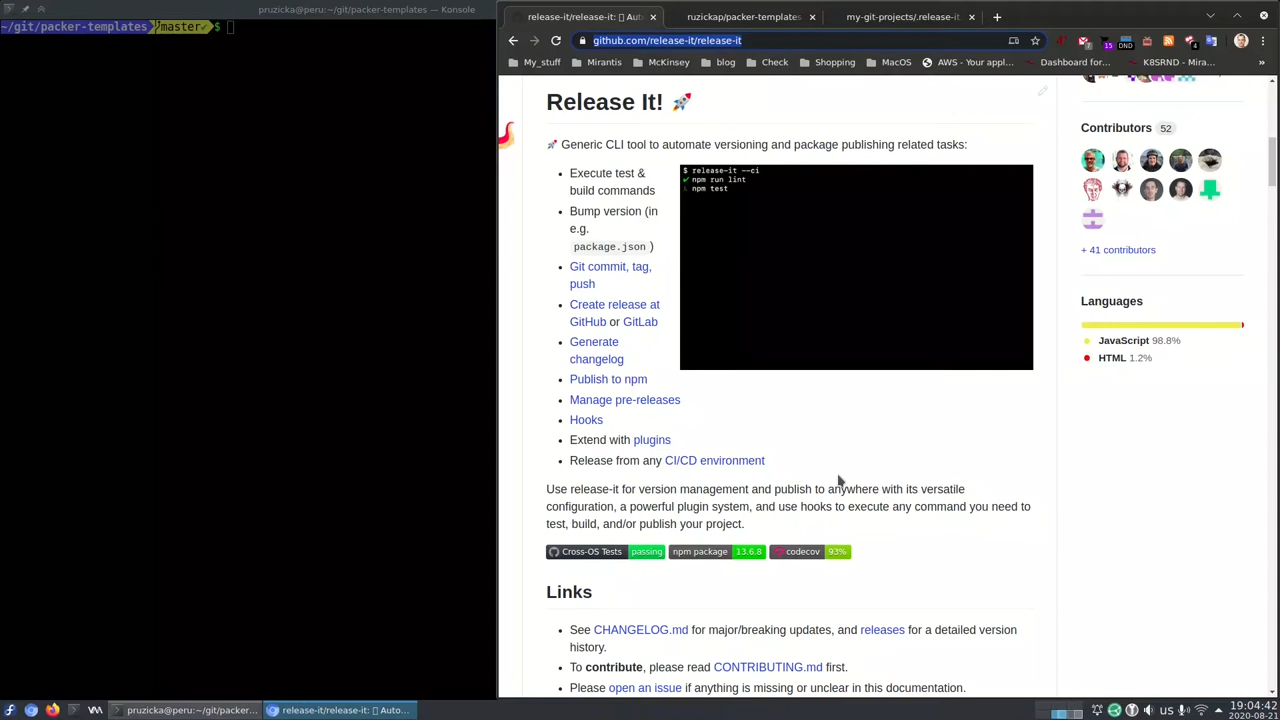 pruzicka@peru:~/git/packer-templates — Konsole
~/git/packer-templates master✓ $
release-it/release-it: 🚀 Auto
ruzickap/packer-templates
my-git-projects/.release-it.
github.com/release-it/release-it
My_stuff
Mirantis
McKinsey
blog
Check
Shopping
MacOS
AWS - Your appl...
Dashboard for...
K8SRND - Mira...
»
7
15
DND
4
Release It! 🚀
🚀 Generic CLI tool to automate versioning and package publishing related tasks:
• Execute test &
build commands
• Bump version (in
e.g.
package.json )
• Git commit, tag,
push
• Create release at
GitHub or GitLab
• Generate
changelog
• Publish to npm
• Manage pre-releases
• Hooks
• Extend with plugins
• Release from any CI/CD environment
$ release-it --ci
✔ npm run lint
npm test
Use release-it for version management and publish to anywhere with its versatile
configuration, a powerful plugin system, and use hooks to execute any command you need to
test, build, and/or publish your project.
Cross-OS Tests passing
npm package 13.6.8
codecov 93%
Links
• See CHANGELOG.md for major/breaking updates, and releases for a detailed version
history.
• To contribute, please read CONTRIBUTING.md first.
• Please open an issue if anything is missing or unclear in this documentation.
Contributors 52
+ 41 contributors
Languages
JavaScript 98.8%
HTML 1.2%
pruzicka@peru:~/git/packer...
release-it/release-it: 🚀 Auto...
us
19:04:42
2020-08-21